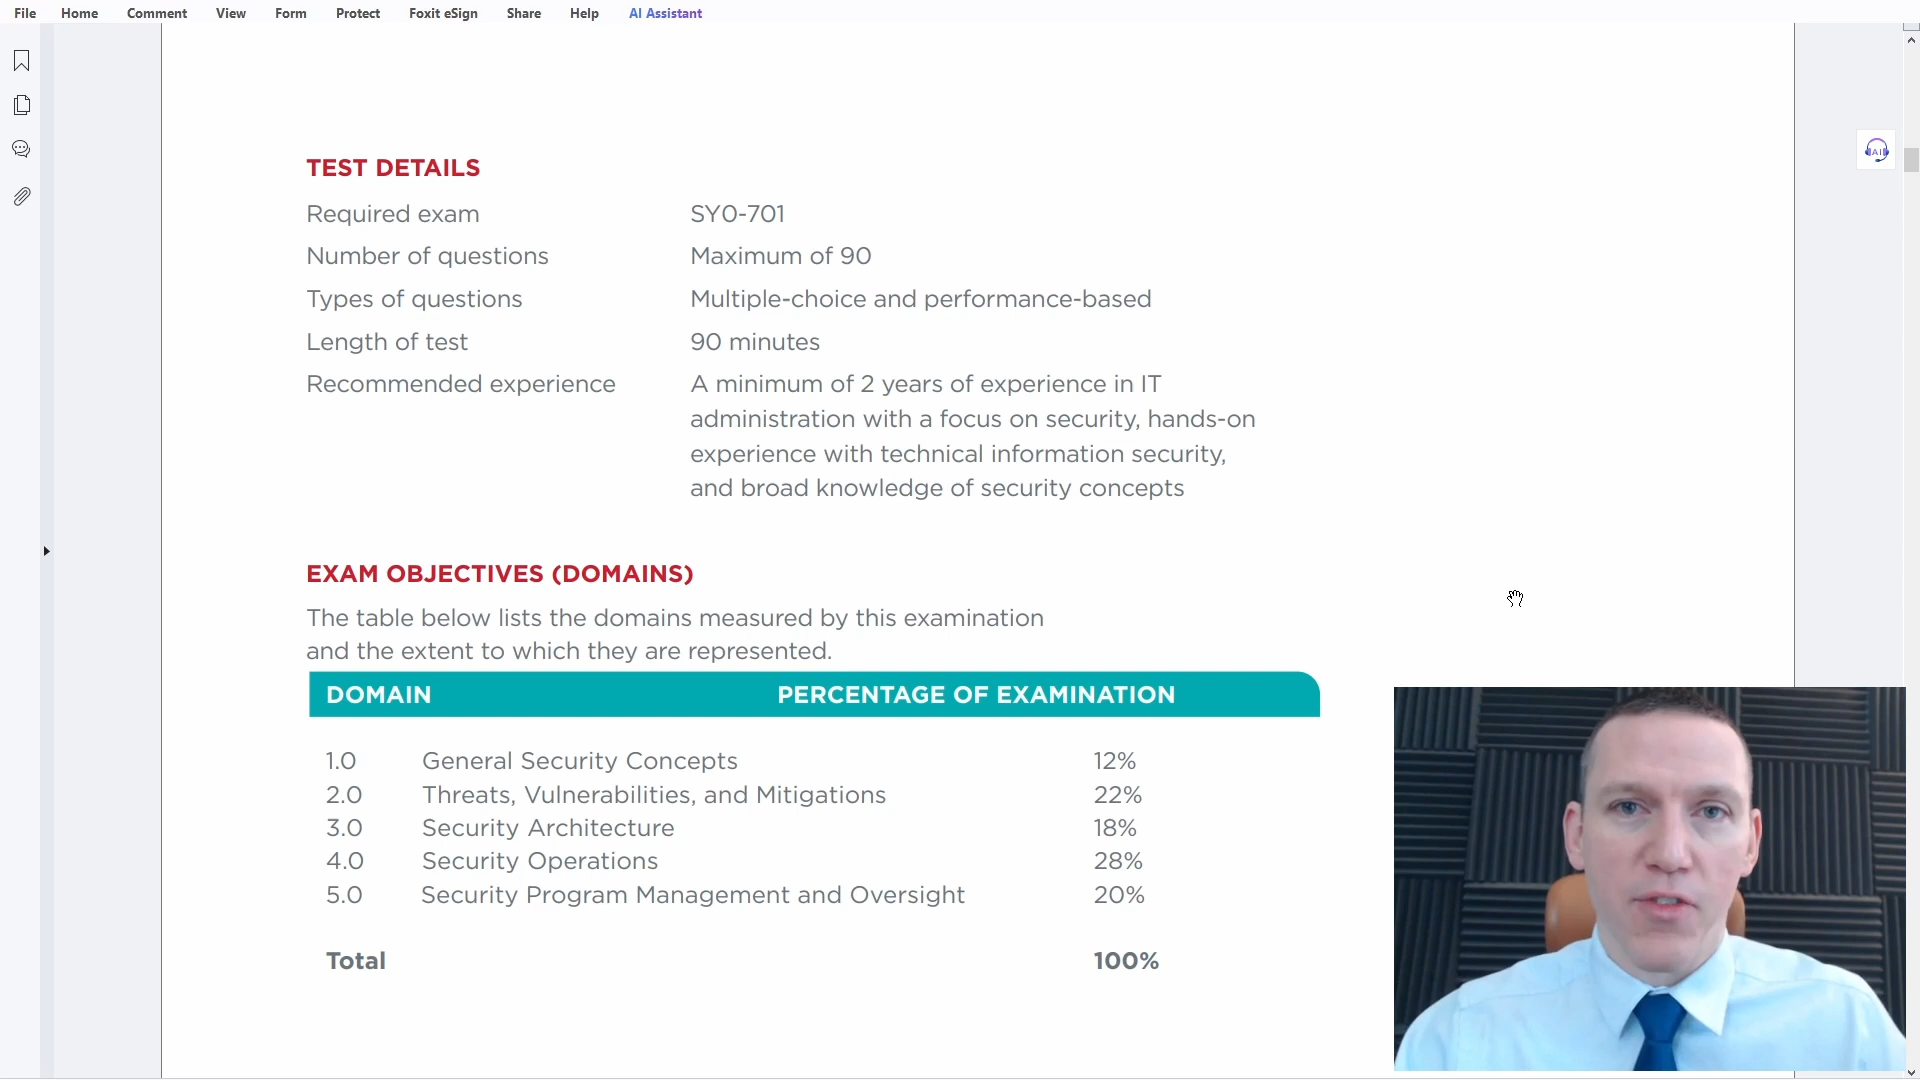 File Home Comment View Form Protect Foxit eSign Share Help AI Assistant
AI
TEST DETAILS
Required exam SY0-701
Number of questions Maximum of 90
Types of questions Multiple-choice and performance-based
Length of test 90 minutes
Recommended experience A minimum of 2 years of experience in IT
administration with a focus on security, hands-on
experience with technical information security,
and broad knowledge of security concepts
EXAM OBJECTIVES (DOMAINS)
The table below lists the domains measured by this examination
and the extent to which they are represented.
DOMAIN PERCENTAGE OF EXAMINATION
1.0 General Security Concepts 12%
2.0 Threats, Vulnerabilities, and Mitigations 22%
3.0 Security Architecture 18%
4.0 Security Operations 28%
5.0 Security Program Management and Oversight 20%
Total 100%